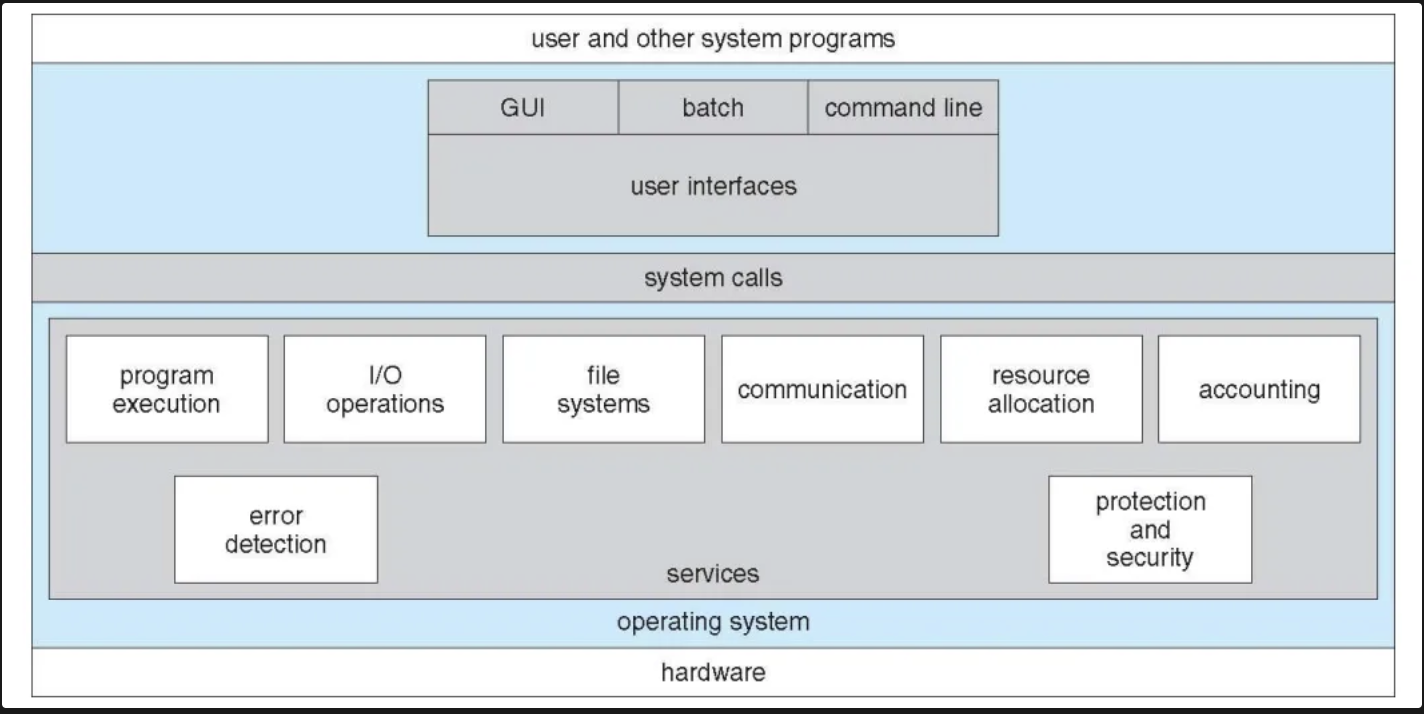 user and other system programs
GUI
batch
command line
user interfaces
system calls
program
execution
I/O
operations
file
systems
communication
resource
allocation
accounting
error
detection
protection
and
security
services
operating system
hardware